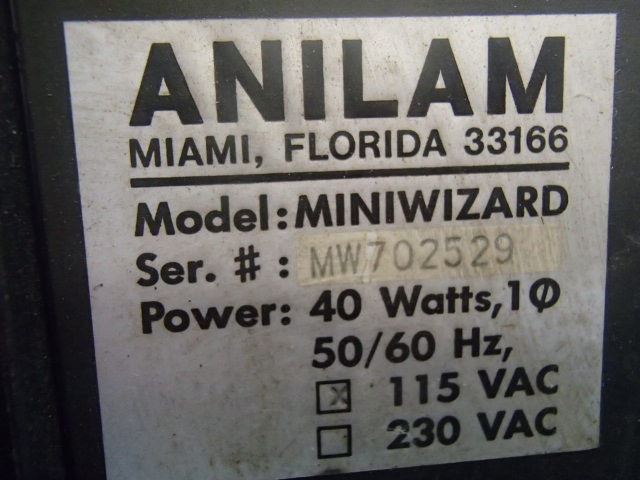 ANILAM
MIAMI, FLORIDA 33166
Model: MINIWIZARD
Ser. #: MW702529
Power: 40 Watts, 1Φ
50/60 Hz,
☒ 115 VAC
☐ 230 VAC